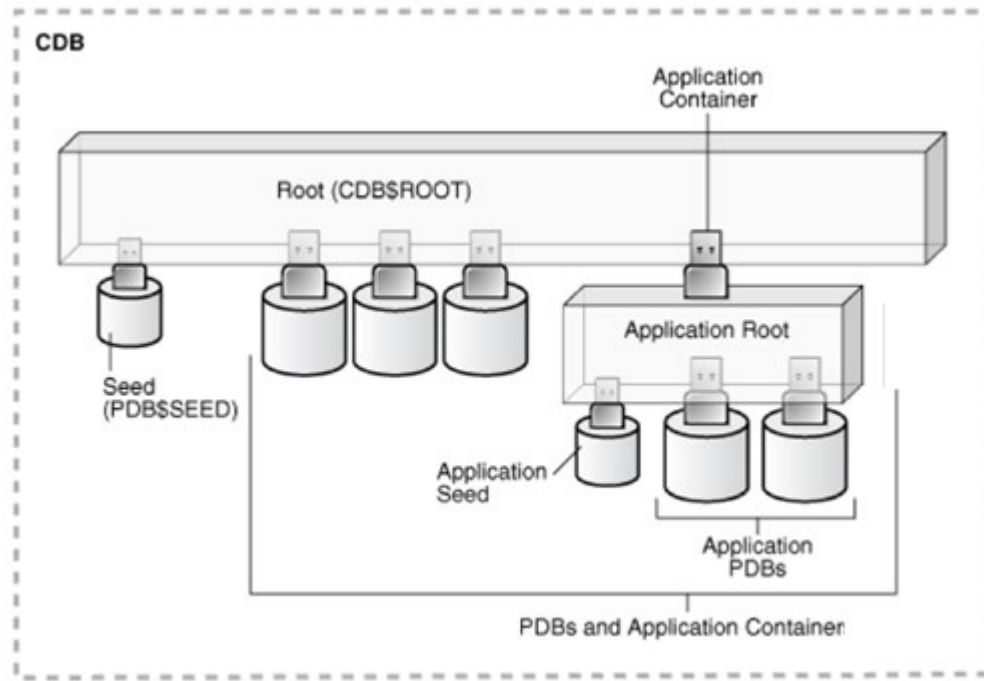 CDB
Application
Container
Root (CDB$ROOT)
Application Root
Seed
(PDB$SEED)
Application
Seed
Application
PDBs
PDBs and Application Container